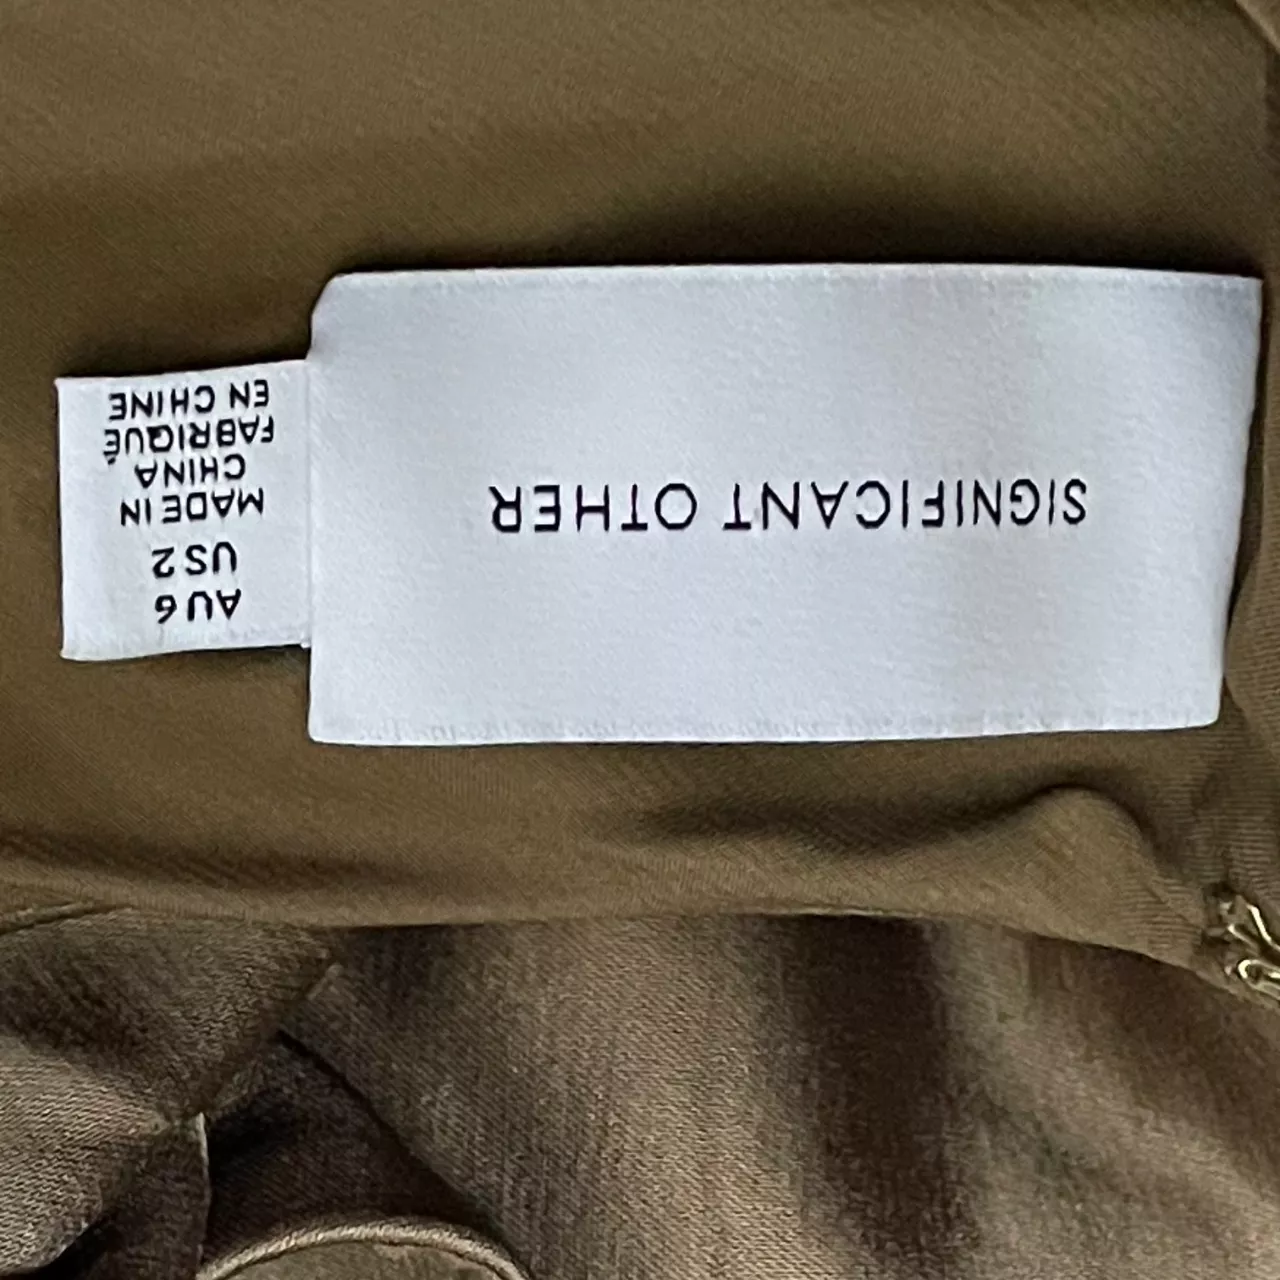 SIGNIFICANT OTHER
AU 6
US 2
MADE IN
CHINA
FABRIQUÉ
EN CHINE